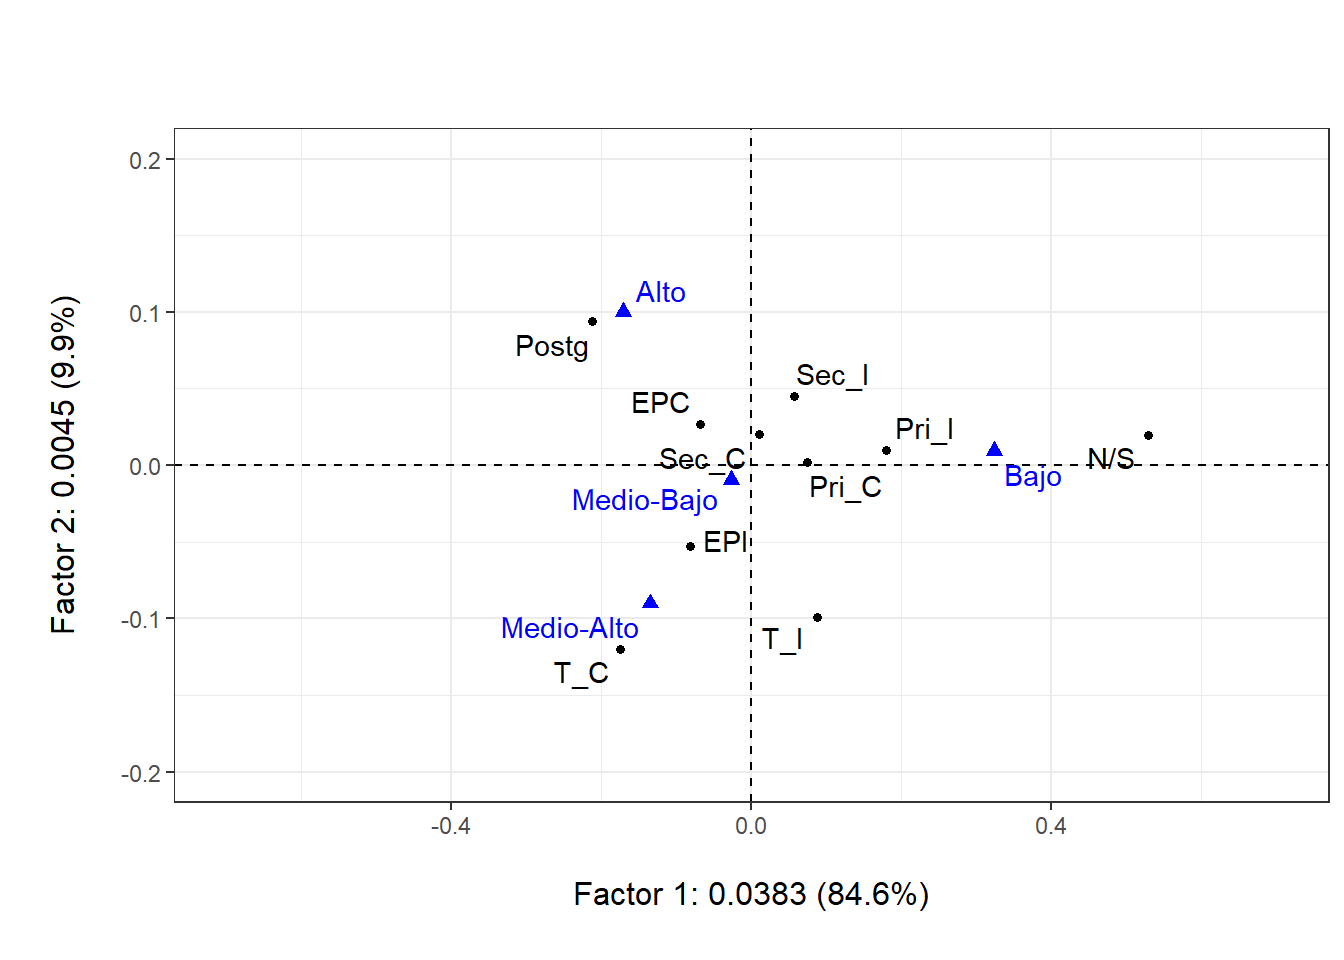 0.2
0.1
0.0
-0.1
-0.2
Factor 2: 0.0045 (9.9%)
Alto
Postg
Sec_I
EPC
Pri_I
Sec_C
N/S
Bajo
Pri_C
Medio-Bajo
EPI
Medio-Alto
T_I
T_C
-0.4
0.0
0.4
Factor 1: 0.0383 (84.6%)